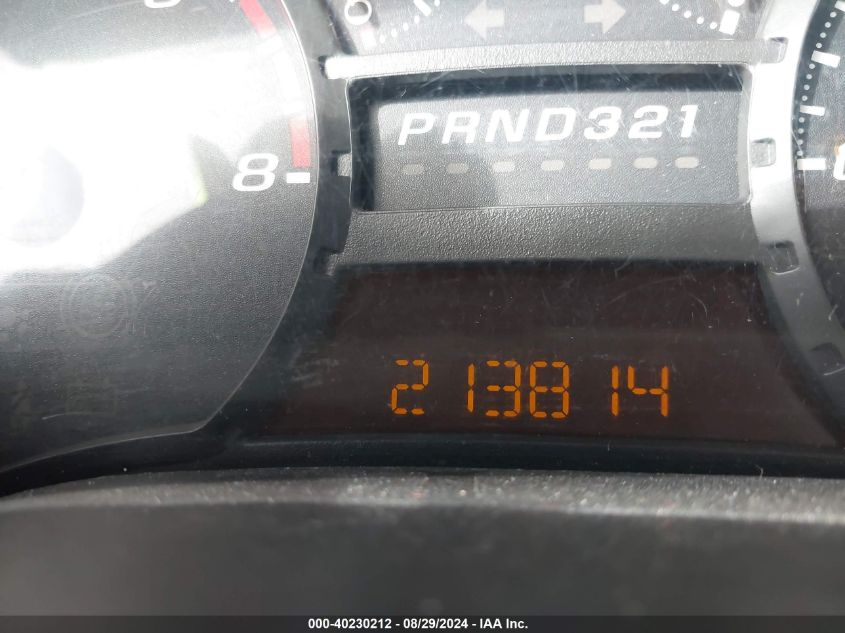 PRND321
8
213814
000-40230212 - 08/29/2024 - IAA Inc.